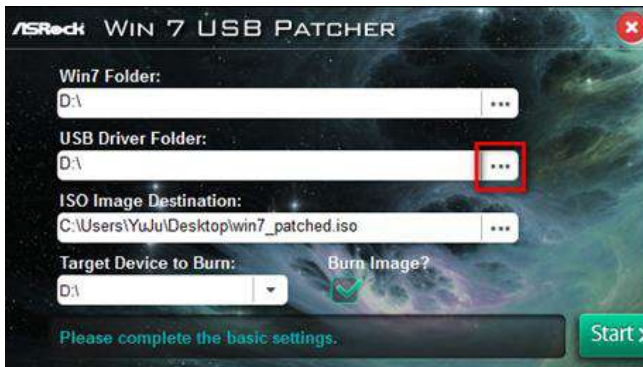 ASRock WIN 7 USB PATCHER
Win7 Folder:
D:\
USB Driver Folder:
D:\
ISO Image Destination:
C:\Users\YuJu\Desktop\win7_patched.iso
Target Device to Burn: Burn Image?
D:\
Please complete the basic settings.
Start